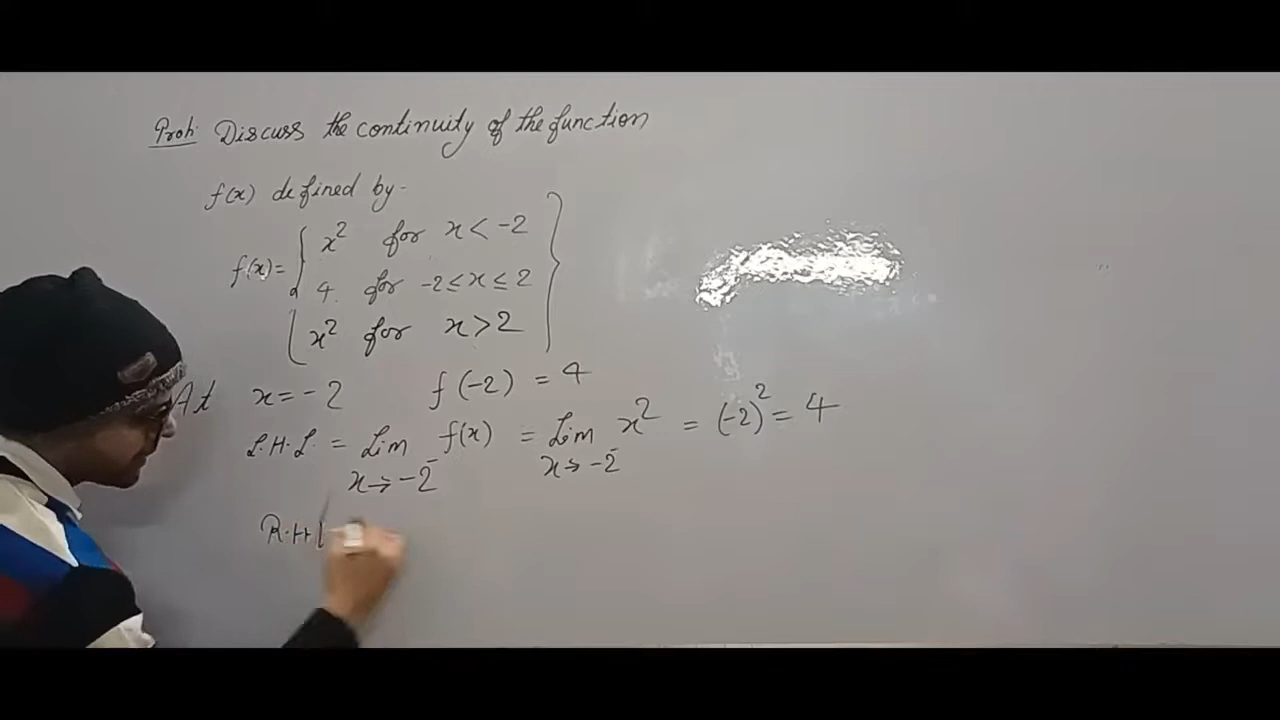 Prob: Discuss the continuity of the function
f(x) defined by-
f(x) = { x² for x < -2
4 for -2 ≤ x ≤ 2
x² for x > 2 }
At x = -2 f(-2) = 4
L.H.L. = Lim x→-2⁻ f(x) = Lim x→-2⁻ x² = (-2)² = 4
R.H.L